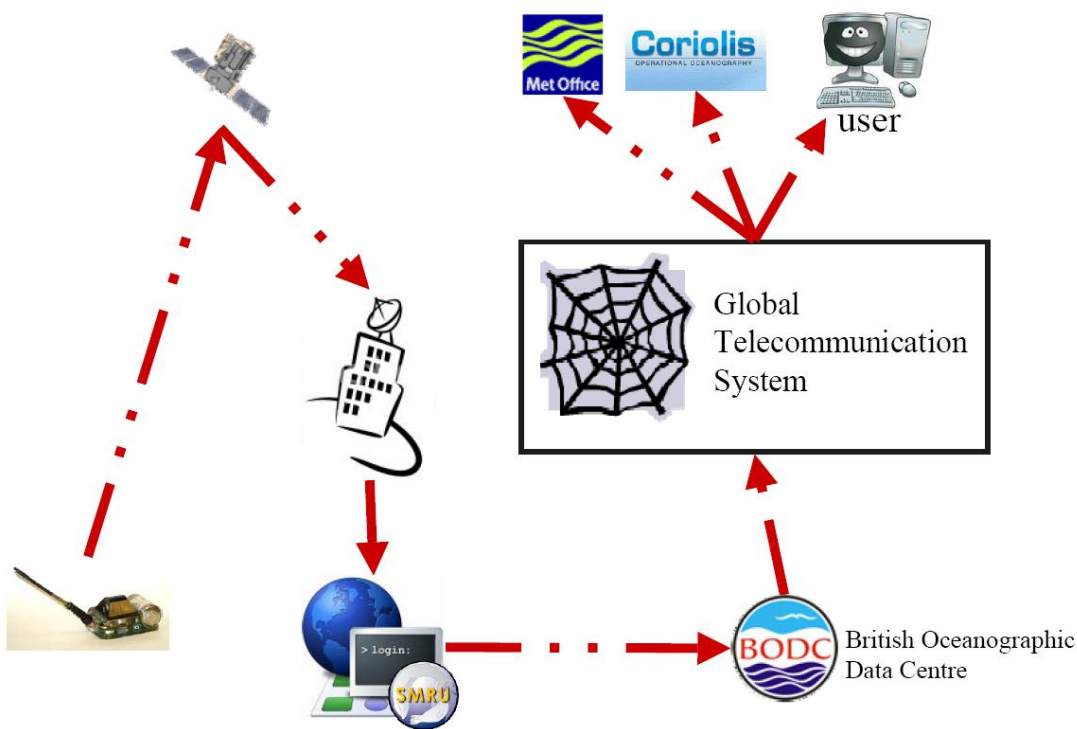 Met Office
Coriolis
OPERATIONAL OCEANOGRAPHY
user
Global
Telecommunication
System
> login:
SMRU
BODC
British Oceanographic
Data Centre